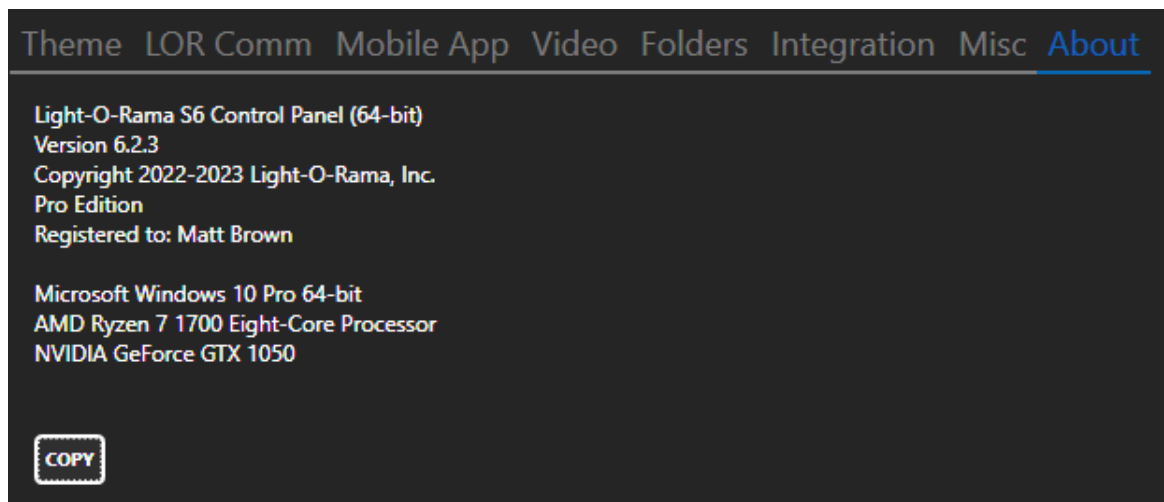 Theme LOR Comm Mobile App Video Folders Integration Misc About
Light-O-Rama S6 Control Panel (64-bit)
Version 6.2.3
Copyright 2022-2023 Light-O-Rama, Inc.
Pro Edition
Registered to: Matt Brown
Microsoft Windows 10 Pro 64-bit
AMD Ryzen 7 1700 Eight-Core Processor
NVIDIA GeForce GTX 1050
COPY